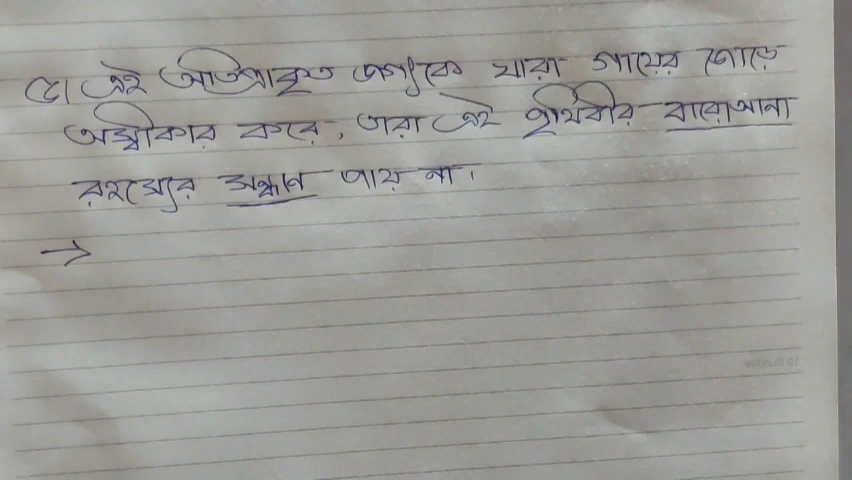 ৫। এই অতিপ্রাকৃত জগৎকে যারা গায়ের জোড়ে
অস্বীকার করে, তারা এই পৃথিবীর বারোআনা
রহস্যের সন্ধান পায় না।
→